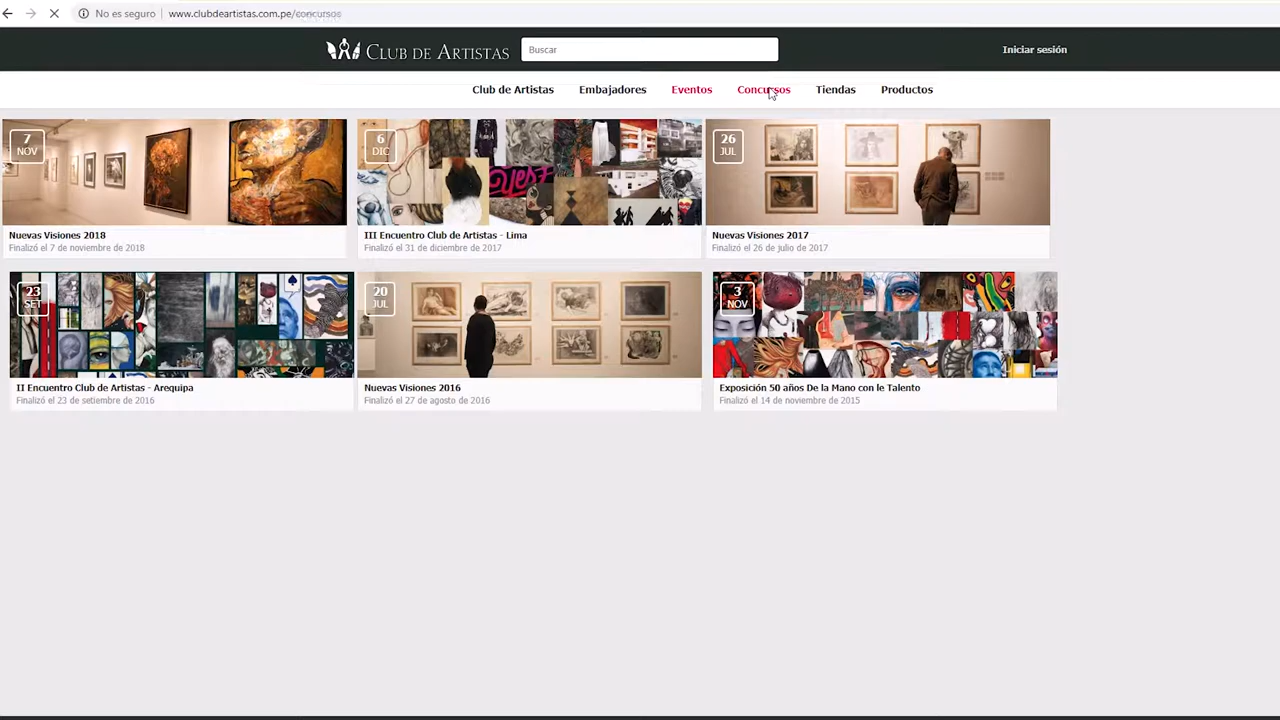 No es seguro www.clubdeartistas.com.pe/concursos
CLUB DE ARTISTAS Buscar Iniciar sesión
Club de Artistas Embajadores Eventos Concursos Tiendas Productos
7 NOV
6 DIC
26 JUL
Yes!
Nuevas Visiones 2018
Finalizó el 7 de noviembre de 2018
III Encuentro Club de Artistas - Lima
Finalizó el 31 de diciembre de 2017
Nuevas Visiones 2017
Finalizó el 26 de julio de 2017
23 SET
20 JUL
3 NOV
II Encuentro Club de Artistas - Arequipa
Finalizó el 23 de setiembre de 2016
Nuevas Visiones 2016
Finalizó el 27 de agosto de 2016
Exposición 50 años De la Mano con le Talento
Finalizó el 14 de noviembre de 2015